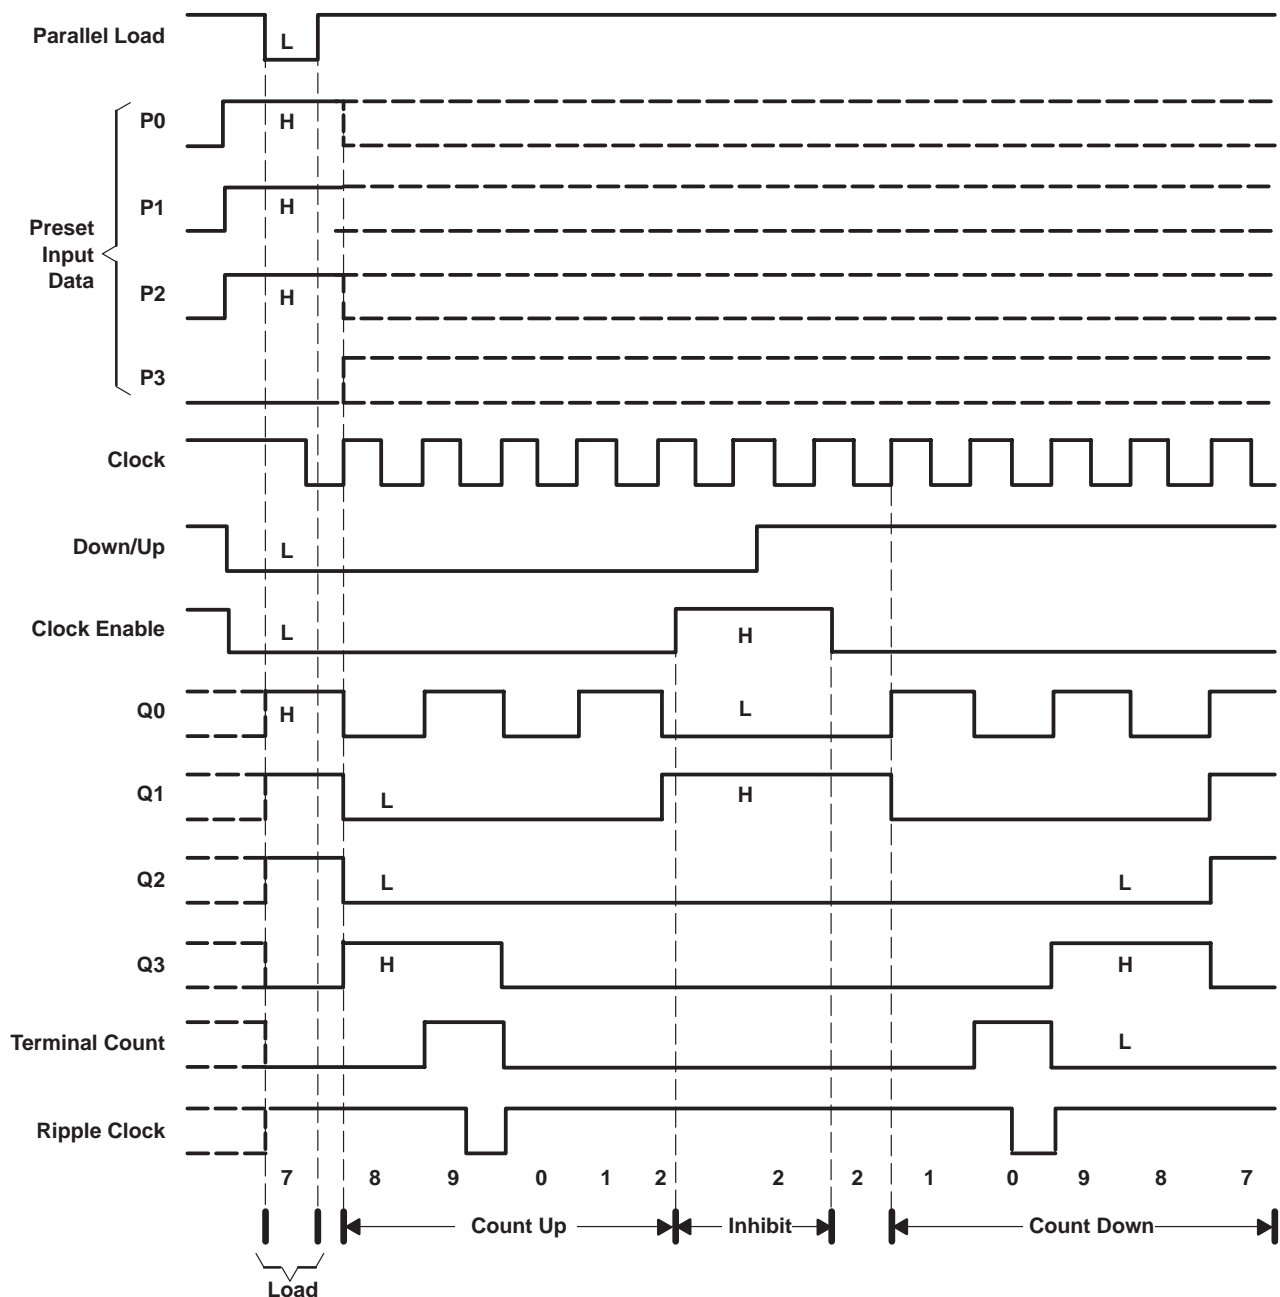 Parallel Load
L
P0
H
P1
H
Preset
Input
Data
P2
H
P3
Clock
Down/Up
L
Clock Enable
L
H
Q0
H
L
Q1
L
H
Q2
L
L
Q3
H
H
Terminal Count
L
Ripple Clock
7 8 9 0 1 2 2 2 1 0 9 8 7
Count Up Inhibit Count Down
Load